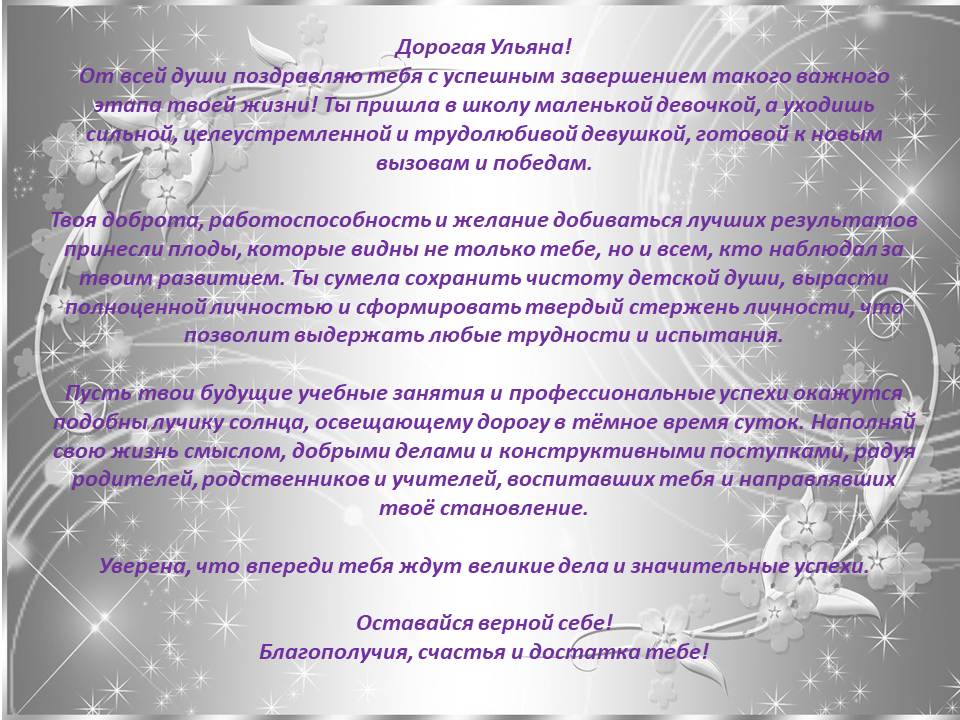 Дорогая Ульяна!
От всей души поздравляю тебя с успешным завершением такого важного
этапа твоей жизни! Ты пришла в школу маленькой девочкой, а уходишь
сильной, целеустремленной и трудолюбивой девушкой, готовой к новым
вызовам и победам.
Твоя доброта, работоспособность и желание добиваться лучших результатов
принесли плоды, которые видны не только тебе, но и всем, кто наблюдал за
твоим развитием. Ты сумела сохранить чистоту детской души, вырасти
полноценной личностью и сформировать твердый стержень личности, что
позволит выдержать любые трудности и испытания.
Пусть твои будущие учебные занятия и профессиональные успехи окажутся
подобны лучику солнца, освещающему дорогу в тёмное время суток. Наполняй
свою жизнь смыслом, добрыми делами и конструктивными поступками, радуя
родителей, родственников и учителей, воспитавших тебя и направлявших
твоё становление.
Уверена, что впереди тебя ждут великие дела и значительные успехи.
Оставайся верной себе!
Благополучия, счастья и достатка тебе!